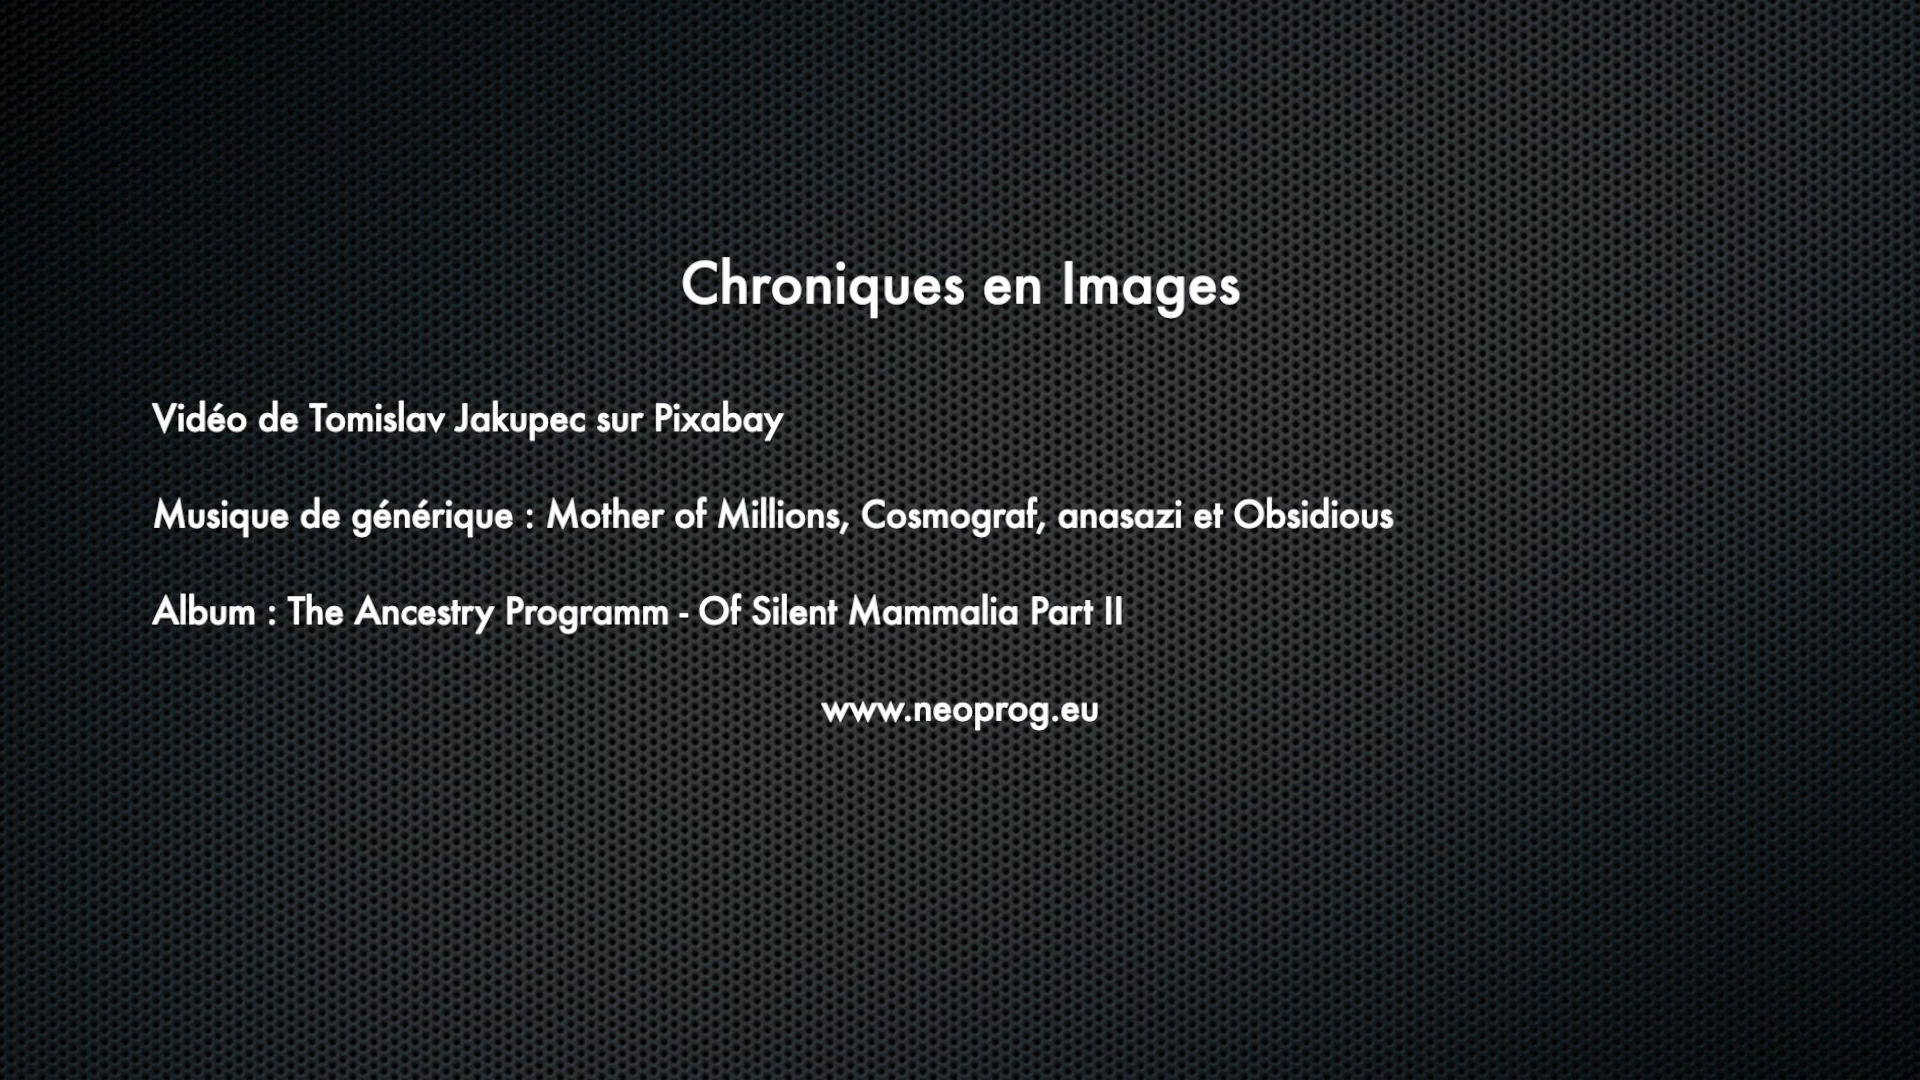 Chroniques en Images
Vidéo de Tomislav Jakupec sur Pixabay
Musique de générique : Mother of Millions, Cosmograf, anasazi et Obsidious
Album : The Ancestry Programm - Of Silent Mammalia Part II
www.neoprog.eu